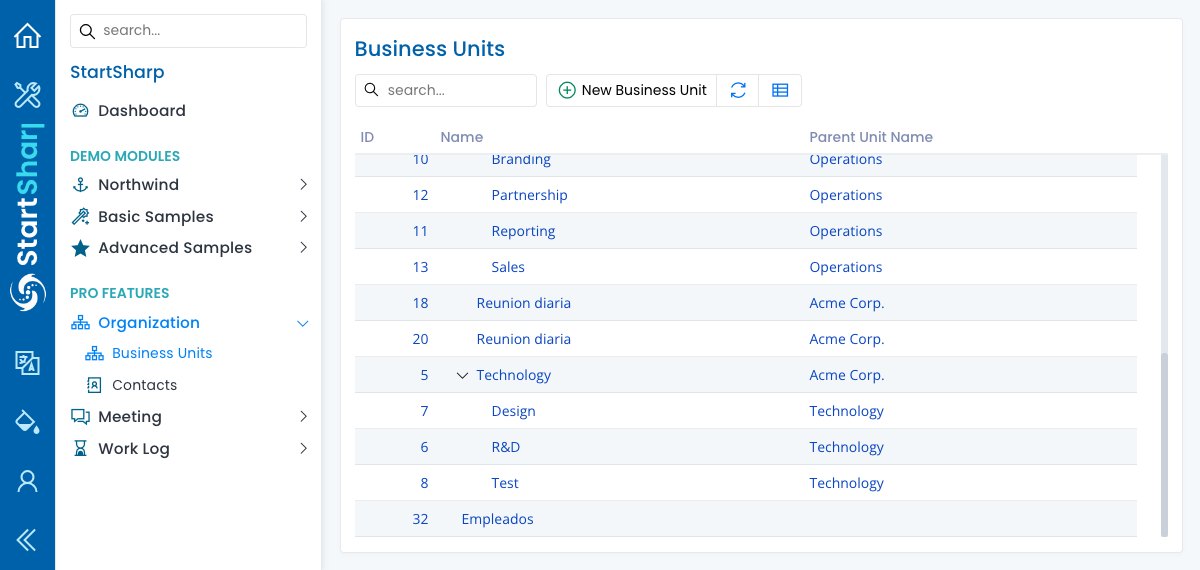 StartSharp
search...
StartSharp
Dashboard
DEMO MODULES
Northwind
Basic Samples
Advanced Samples
PRO FEATURES
Organization
Business Units
Contacts
Meeting
Work Log
Business Units
search... New Business Unit
ID Name Parent Unit Name
10 Branding Operations
12 Partnership Operations
11 Reporting Operations
13 Sales Operations
18 Reunion diaria Acme Corp.
20 Reunion diaria Acme Corp.
5 Technology Acme Corp.
7 Design Technology
6 R&D Technology
8 Test Technology
32 Empleados